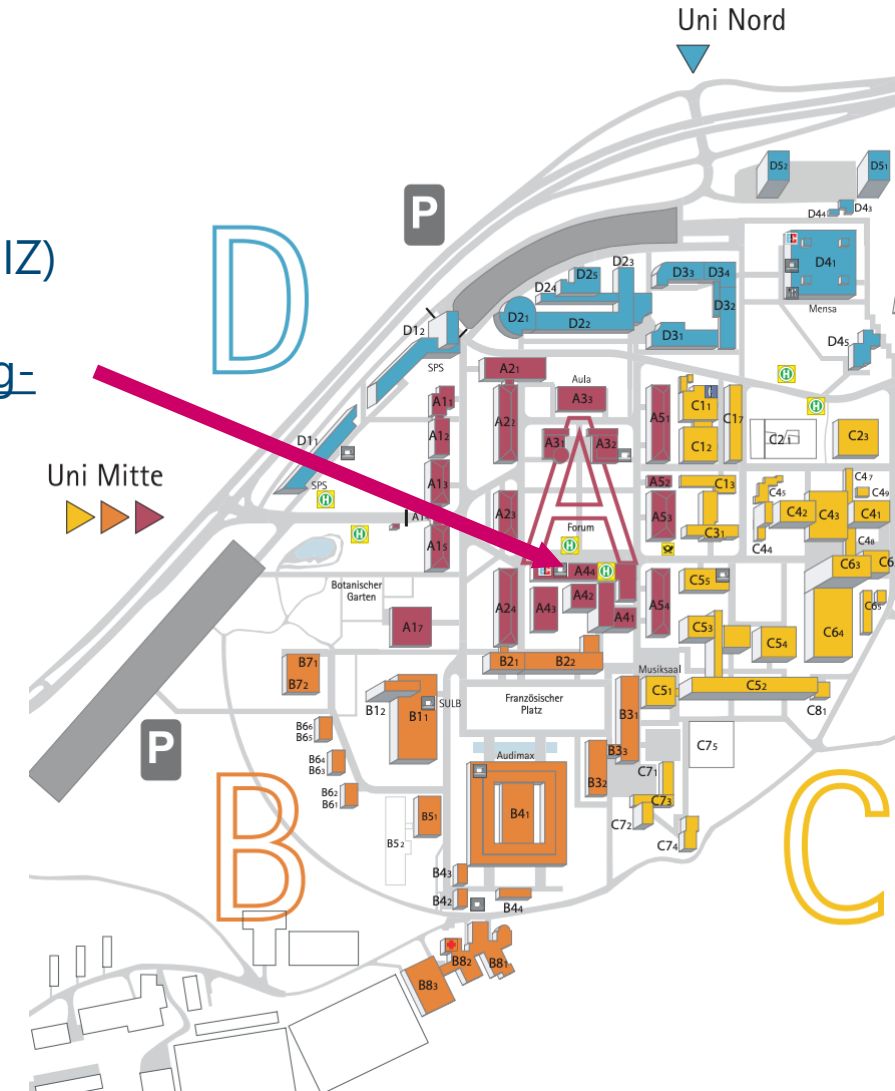 Uni Nord
IZ)
g-
Uni Mitte
D
P
A
B
P
C
D5₂
D5₁
D4₄
D4₃
D4₁
Mensa
D4₅
D2₃
D2₅
D2₄
D2₁
D2₂
D3₃
D3₄
D3₂
D3₁
D1₂
SPS
D1₁
SPS
H
H
H
H
H
H
A2₁
Aula
A3₃
A1₁
A2₂
A3₁
A3₂
A5₁
C1₁
C1₇
C1₂
C2₁
C2₃
A1₂
A1₃
A5₂
C1₃
C4₅
C4₇
C4₉
A2₃
A5₃
C4₂
C4₃
C4₁
A1
A1₅
Forum
C3₁
C4₄
C4₈
A4₄
C5₅
C6₃
C6
Botanischer
Garten
A2₄
A4₃
A4₂
A4₁
A5₄
C6₅
A1₇
C5₃
C5₄
C6₄
B2₁
B2₂
Musiksaal
B7₁
B7₂
C5₁
C5₂
C8₁
B1₂
B1₁
SULB
Französischer
Platz
B3₁
B6₆
B6₅
B3₃
C7₅
B6₄
B6₃
Audimax
B3₂
C7₁
B6₂
B6₁
B5₁
B4₁
C7₃
C7₂
B5₂
C7₄
B4₃
B4₂
B4₄
B8₂
B8₁
B8₃